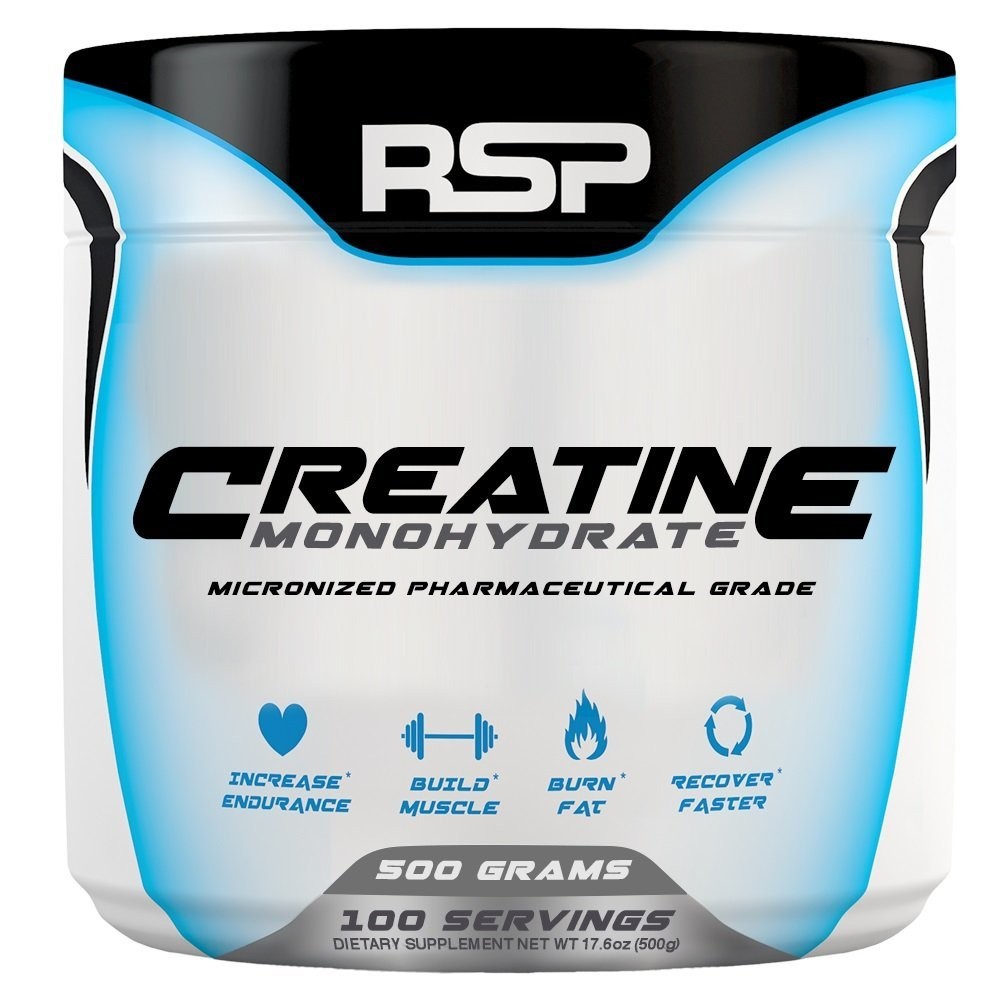 RSP
CREATINE
MONOHYDRATE
MICRONIZED PHARMACEUTICAL GRADE
INCREASE*
ENDURANCE
BUILD*
MUSCLE
BURN*
FAT
RECOVER*
FASTER
500 GRAMS
100 SERVINGS
DIETARY SUPPLEMENT NET WT 17.6oz (500g)